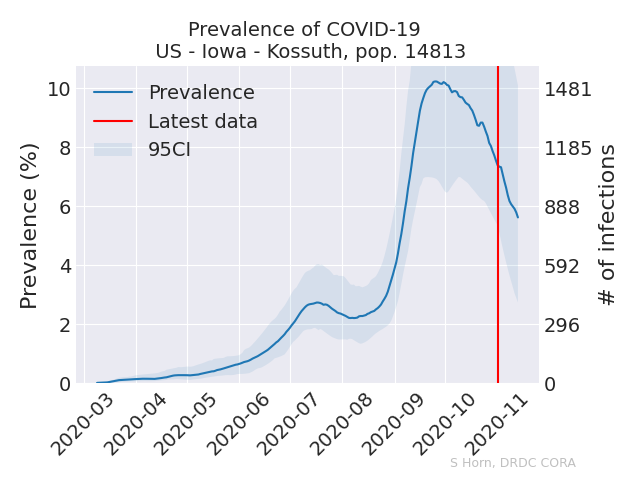 Prevalence of COVID-19
US - Iowa - Kossuth, pop. 14813
Prevalence
Latest data
95CI
Prevalence (%)
10
8
6
4
2
0
1481
1185
888
592
296
0
# of infections
2020-03
2020-04
2020-05
2020-06
2020-07
2020-08
2020-09
2020-10
2020-11
S Horn, DRDC CORA